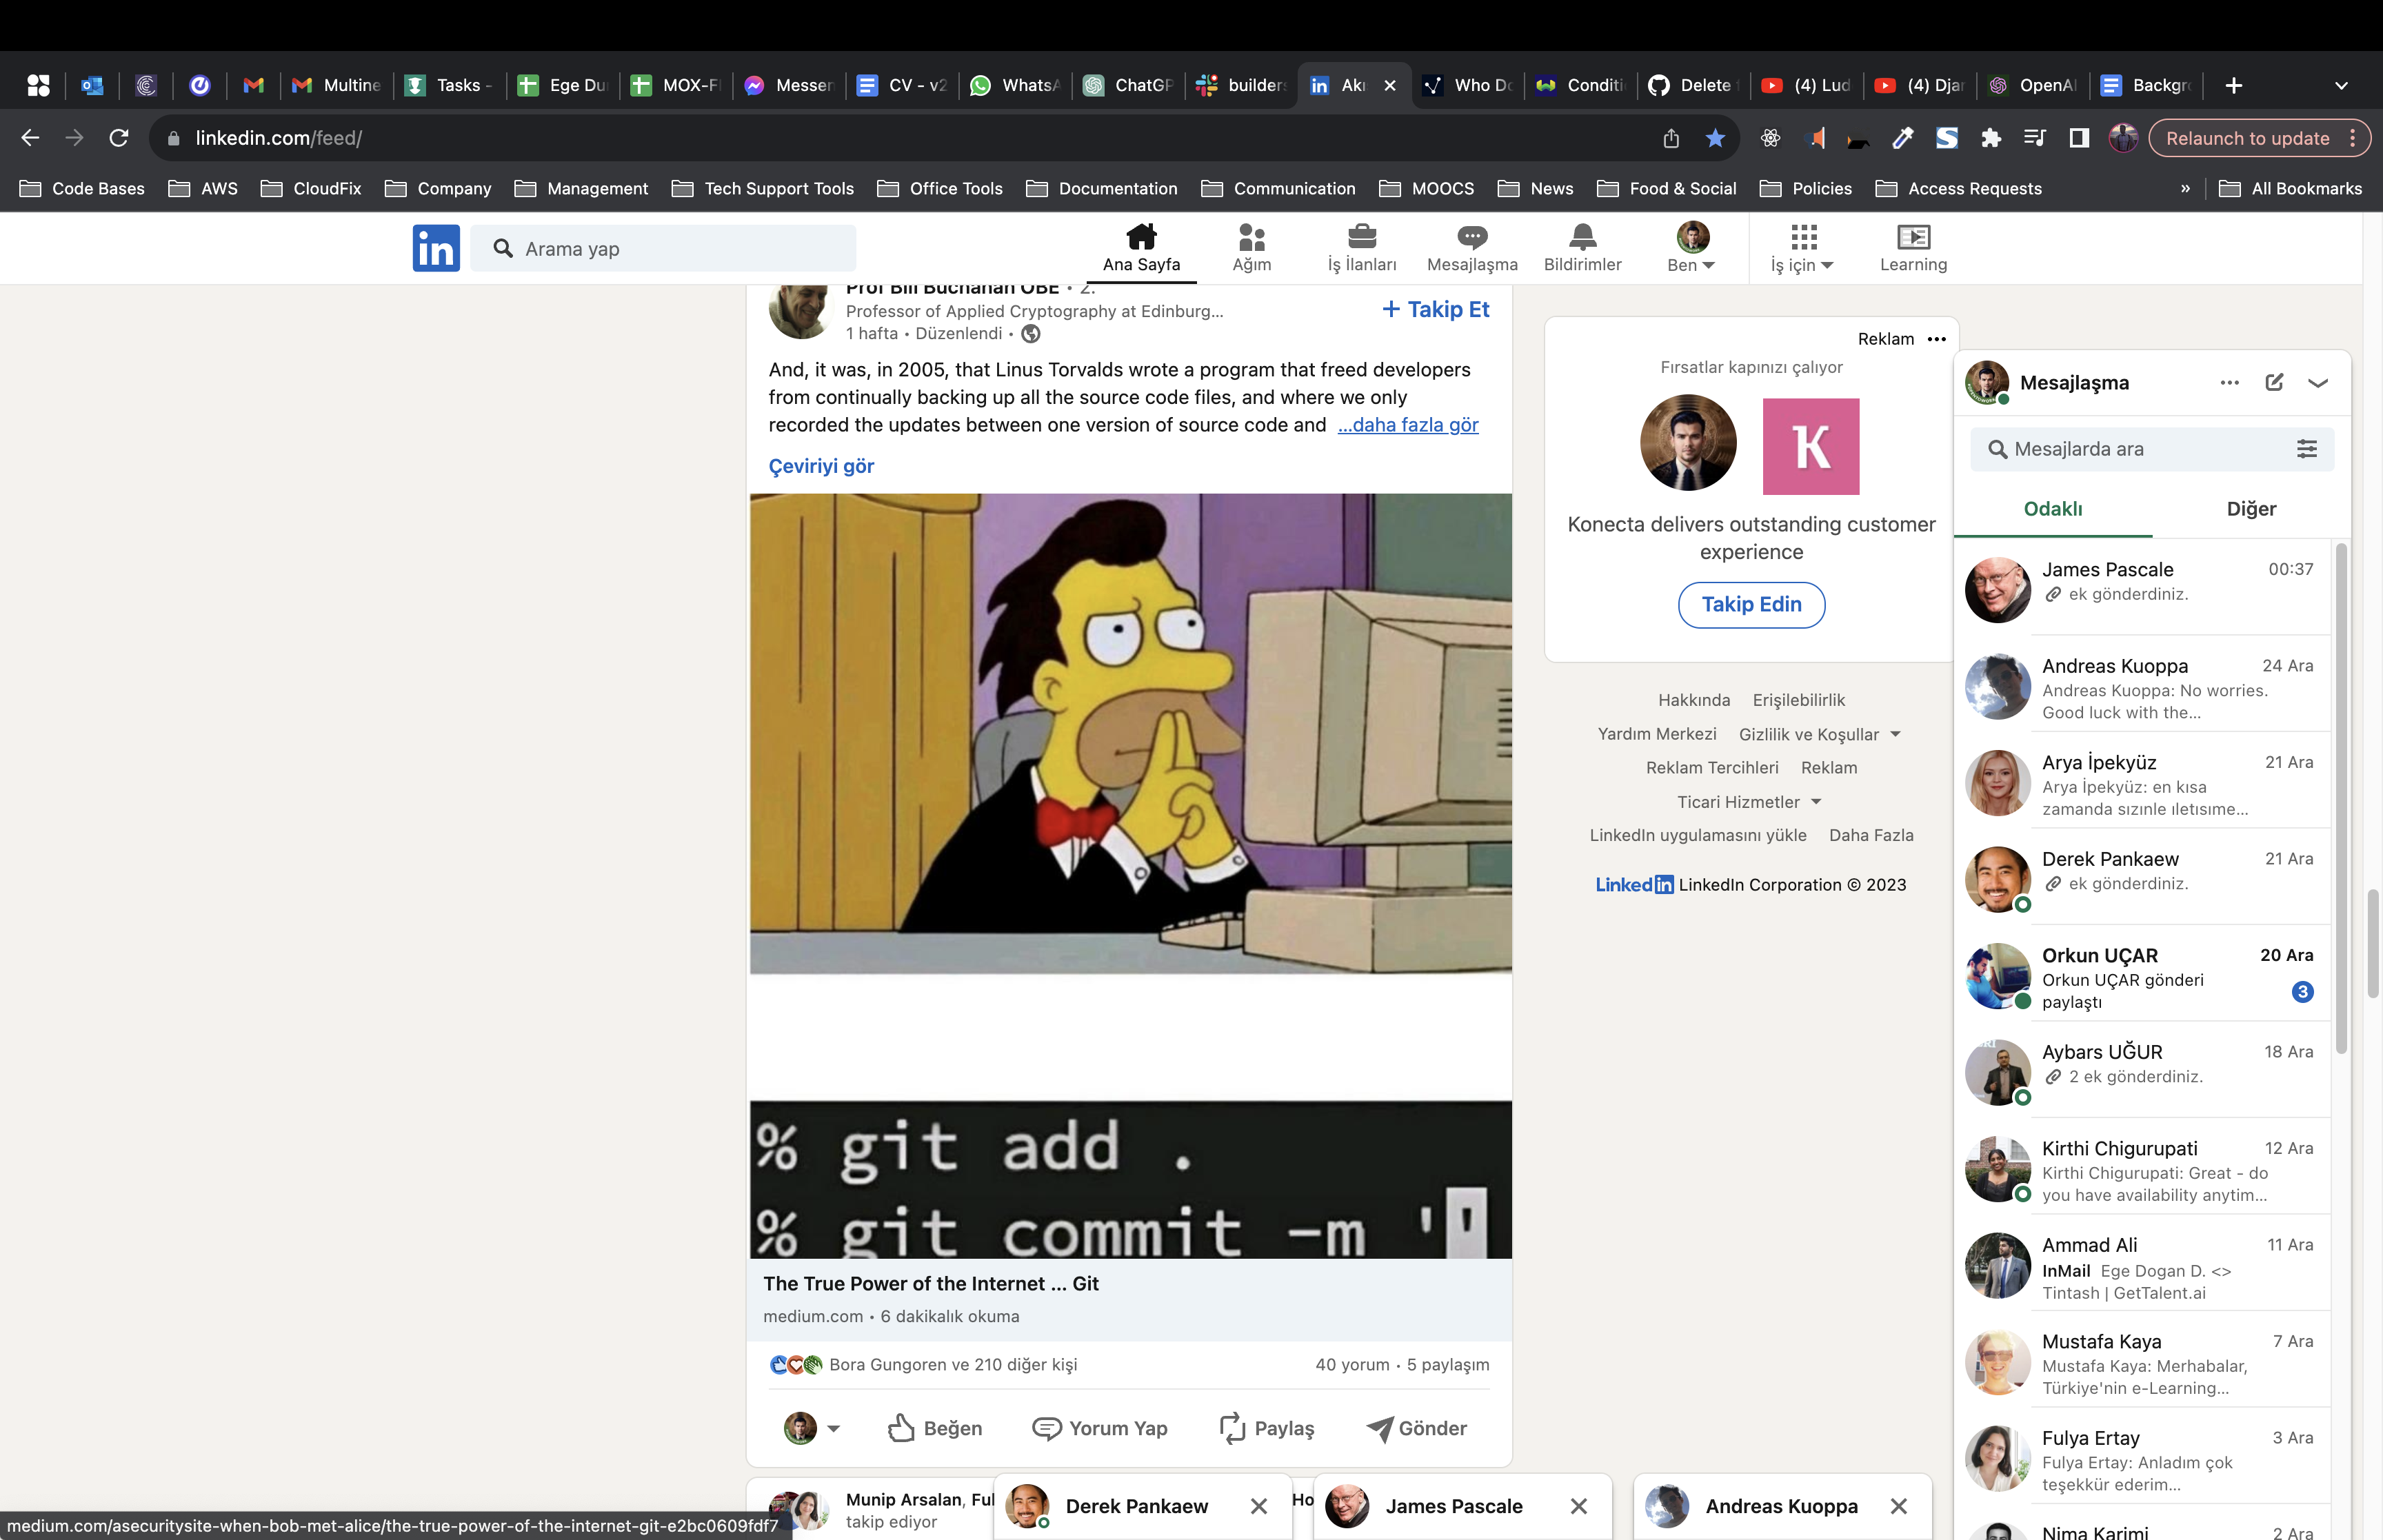 Multine
Tasks -
Ege Du
MOX-F
Messen
CV - v2
WhatsA
ChatGP
builders
Akı
Who Do
Conditi
Delete
(4) Lud
(4) Djan
OpenAI
Backgr
linkedin.com/feed/
Relaunch to update
Code Bases
AWS
CloudFix
Company
Management
Tech Support Tools
Office Tools
Documentation
Communication
MOOCS
News
Food & Social
Policies
Access Requests
»
All Bookmarks
in
Arama yap
Ana Sayfa
Ağım
İş İlanları
Mesajlaşma
Bildirimler
Ben
İş için
Learning
Prof Bill Buchanan OBE • 2.
Professor of Applied Cryptography at Edinburg...
1 hafta • Düzenlendi •
+ Takip Et
And, it was, in 2005, that Linus Torvalds wrote a program that freed developers
from continually backing up all the source code files, and where we only
recorded the updates between one version of source code and ...daha fazla gör
Çeviriyi gör
% git add .
% git commit -m ''
The True Power of the Internet ... Git
medium.com • 6 dakikalık okuma
Bora Gungoren ve 210 diğer kişi
40 yorum • 5 paylaşım
Beğen
Yorum Yap
Paylaş
Gönder
Munip Arsalan, Ful
takip ediyor
Ho
Reklam
Fırsatlar kapınızı çalıyor
K
Konecta delivers outstanding customer
experience
Takip Edin
Hakkında Erişilebilirlik
Yardım Merkezi Gizlilik ve Koşullar
Reklam Tercihleri Reklam
Ticari Hizmetler
LinkedIn uygulamasını yükle Daha Fazla
LinkedIn LinkedIn Corporation © 2023
Mesajlaşma
Mesajlarda ara
Odaklı
Diğer
James Pascale 00:37
ek gönderdiniz.
Andreas Kuoppa 24 Ara
Andreas Kuoppa: No worries.
Good luck with the...
Arya İpekyüz 21 Ara
Arya İpekyüz: en kısa
zamanda sızınle ıletısıme...
Derek Pankaew 21 Ara
ek gönderdiniz.
Orkun UÇAR 20 Ara
Orkun UÇAR gönderi
paylaştı
3
Aybars UĞUR 18 Ara
2 ek gönderdiniz.
Kirthi Chigurupati 12 Ara
Kirthi Chigurupati: Great - do
you have availability anytim...
Ammad Ali 11 Ara
InMail Ege Dogan D. <>
Tintash | GetTalent.ai
Mustafa Kaya 7 Ara
Mustafa Kaya: Merhabalar,
Türkiye'nin e-Learning...
Fulya Ertay 3 Ara
Fulya Ertay: Anladım çok
teşekkür ederim...
Nima Karimi 2 Ara
Derek Pankaew
James Pascale
Andreas Kuoppa
medium.com/asecuritysite-when-bob-met-alice/the-true-power-of-the-internet-git-e2bc0609fdf7